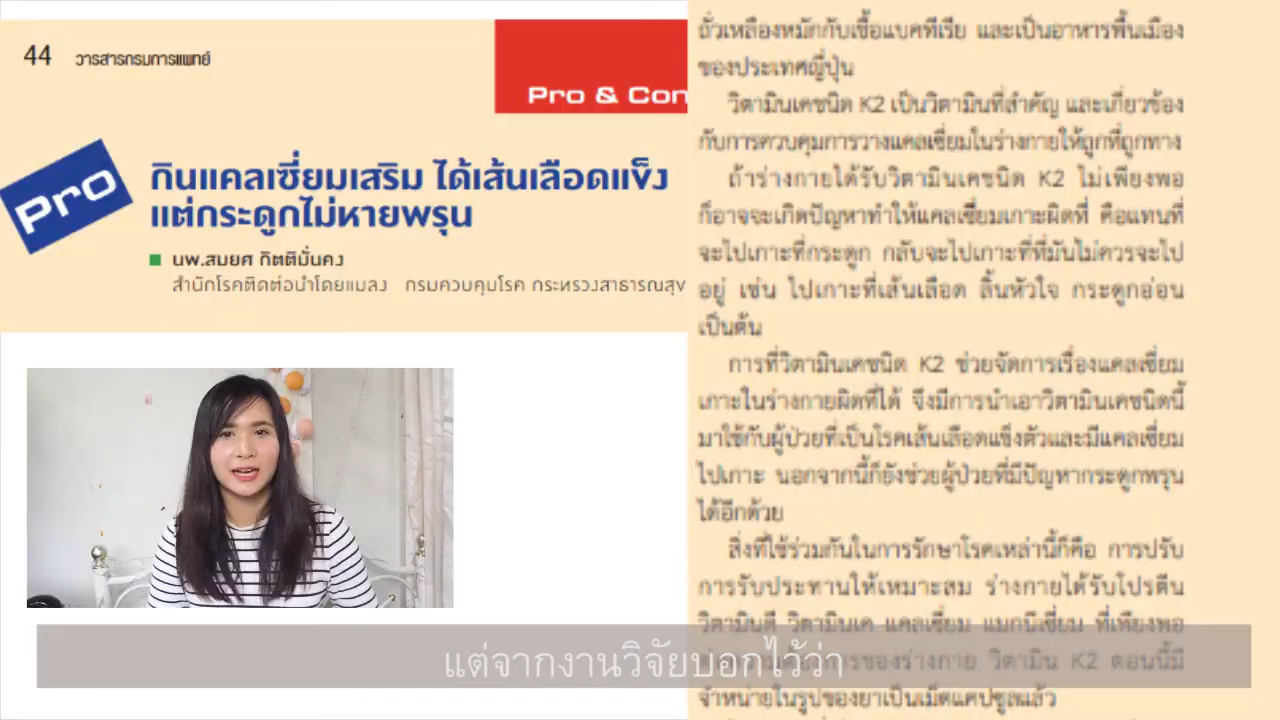 44 วารสารกรมการแพทย์
Pro & Con
Pro
กินแคลเซี่ยมเสริม ได้เส้นเลือดแข็ง
แต่กระดูกไม่หายพรุน
นพ.สมยศ กิตติมั่นคง
สำนักโรคติดต่อนำโดยแมลง กรมควบคุมโรค กระทรวงสาธารณสุข
ถั่วเหลืองหมักกับเชื้อแบคทีเรีย และเป็นอาหารพื้นเมือง
ของประเทศญี่ปุ่น
วิตามินเคชนิด K2 เป็นวิตามินที่สำคัญ และเกี่ยวข้อง
กับการควบคุมการวางแคลเซี่ยมในร่างกายให้ถูกที่ถูกทาง
ถ้าร่างกายได้รับวิตามินเคชนิด K2 ไม่เพียงพอ
ก็อาจจะเกิดปัญหาทำให้แคลเซี่ยมเกาะผิดที่ คือแทนที่
จะไปเกาะที่กระดูก กลับจะไปเกาะที่ที่มันไม่ควรจะไป
อยู่ เช่น ไปเกาะที่เส้นเลือด ลิ้นหัวใจ กระดูกอ่อน
เป็นต้น
การที่วิตามินเคชนิด K2 ช่วยจัดการเรื่องแคลเซี่ยม
เกาะในร่างกายผิดที่ได้ จึงมีการนำเอาวิตามินเคชนิดนี้
มาใช้กับผู้ป่วยที่เป็นโรคเส้นเลือดแข็งตัวและมีแคลเซี่ยม
ไปเกาะ นอกจากนี้ก็ยังช่วยผู้ป่วยที่มีปัญหากระดูกพรุน
ได้อีกด้วย
สิ่งที่ใช้ร่วมกันในการรักษาโรคเหล่านี้ก็คือ การปรับ
การรับประทานให้เหมาะสม ร่างกายได้รับโปรตีน
วิตามินดี วิตามินเค แคลเซี่ยม แมกนีเซี่ยม ที่เพียงพอ
การของร่างกาย วิตามิน K2 ตอนนี้มี
จำหน่ายในรูปของยาเป็นเม็ดแคปซูลแล้ว
แต่จากงานวิจัยบอกไว้ว่า